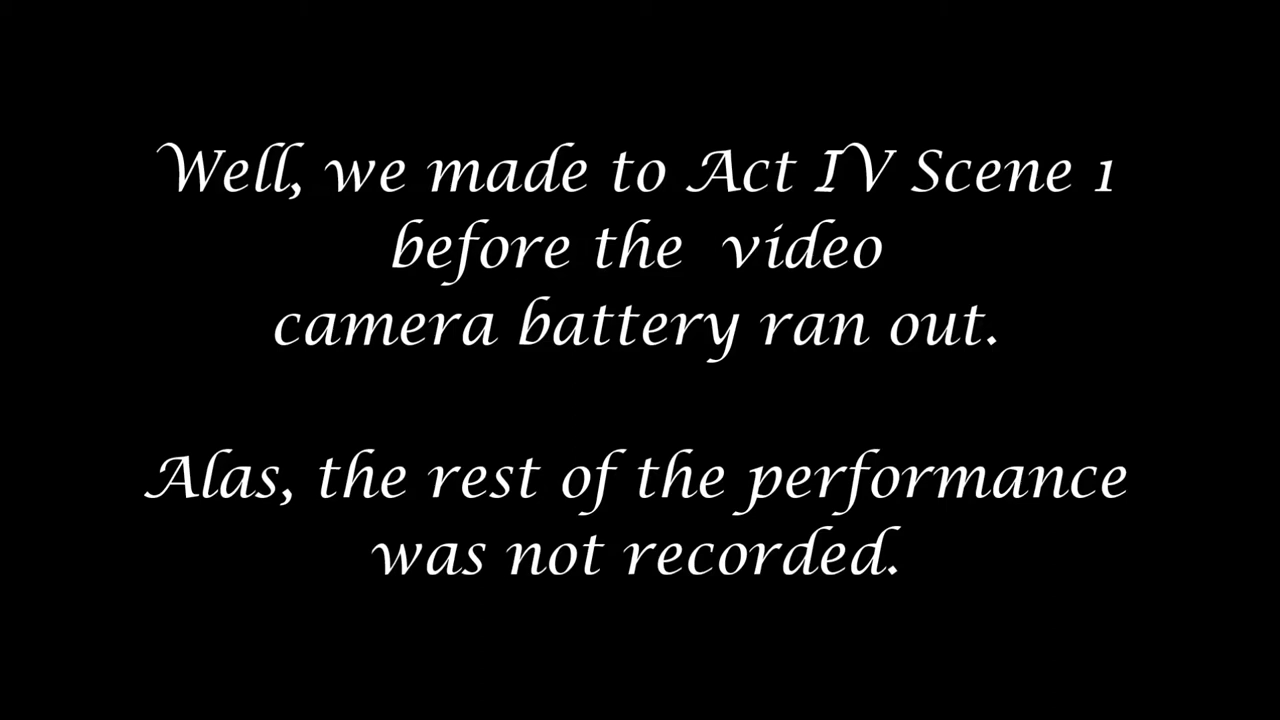 Well, we made to Act IV Scene 1
before the video
camera battery ran out.
Alas, the rest of the performance
was not recorded.